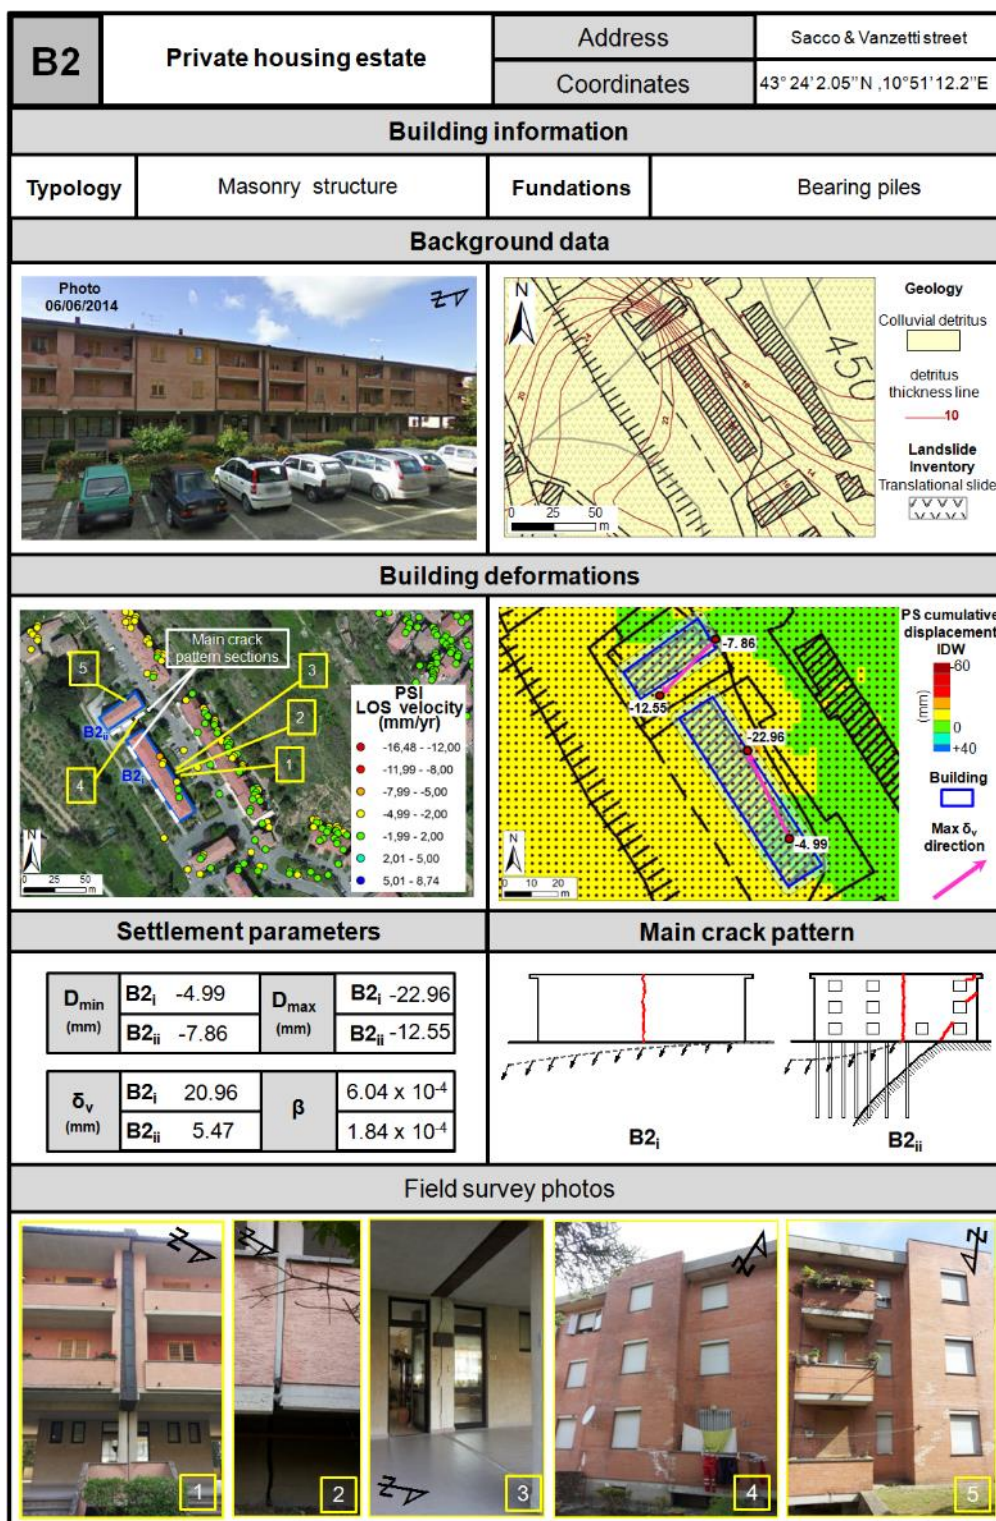 B2
Private housing estate
Address
Sacco & Vanzetti street
Coordinates
43° 24'2.05"N ,10°51'12.2"E
Building information
Typology
Masonry structure
Fundations
Bearing piles
Background data
Photo
06/06/2014
N
N
24
20
22
18
14
16
450
0 25 50
m
Geology
Colluvial detritus
detritus
thickness line
10
Landslide
Inventory
Translational slide
Building deformations
Main crack
pattern sections
5
3
2
1
4
B2ii
B2i
N
0 25 50
m
PSI
LOS velocity
(mm/yr)
-16,48 - -12,00
-11,99 - -8,00
-7,99 - -5,00
-4,99 - -2,00
-1,99 - 2,00
2,01 - 5,00
5,01 - 8,74
-7.86
-12.55
-22.96
-4.99
N
0 10 20
m
PS cumulative
displacement
IDW
(mm)
-60
0
+40
Building
Max δv
direction
Settlement parameters
Dmin
(mm)
B2i -4.99
B2ii -7.86
Dmax
(mm)
B2i -22.96
B2ii -12.55
δv
(mm)
B2i 20.96
B2ii 5.47
β
6.04 x 10-4
1.84 x 10-4
Main crack pattern
B2i
B2ii
Field survey photos
N
1
N
2
N
3
N
4
N
5